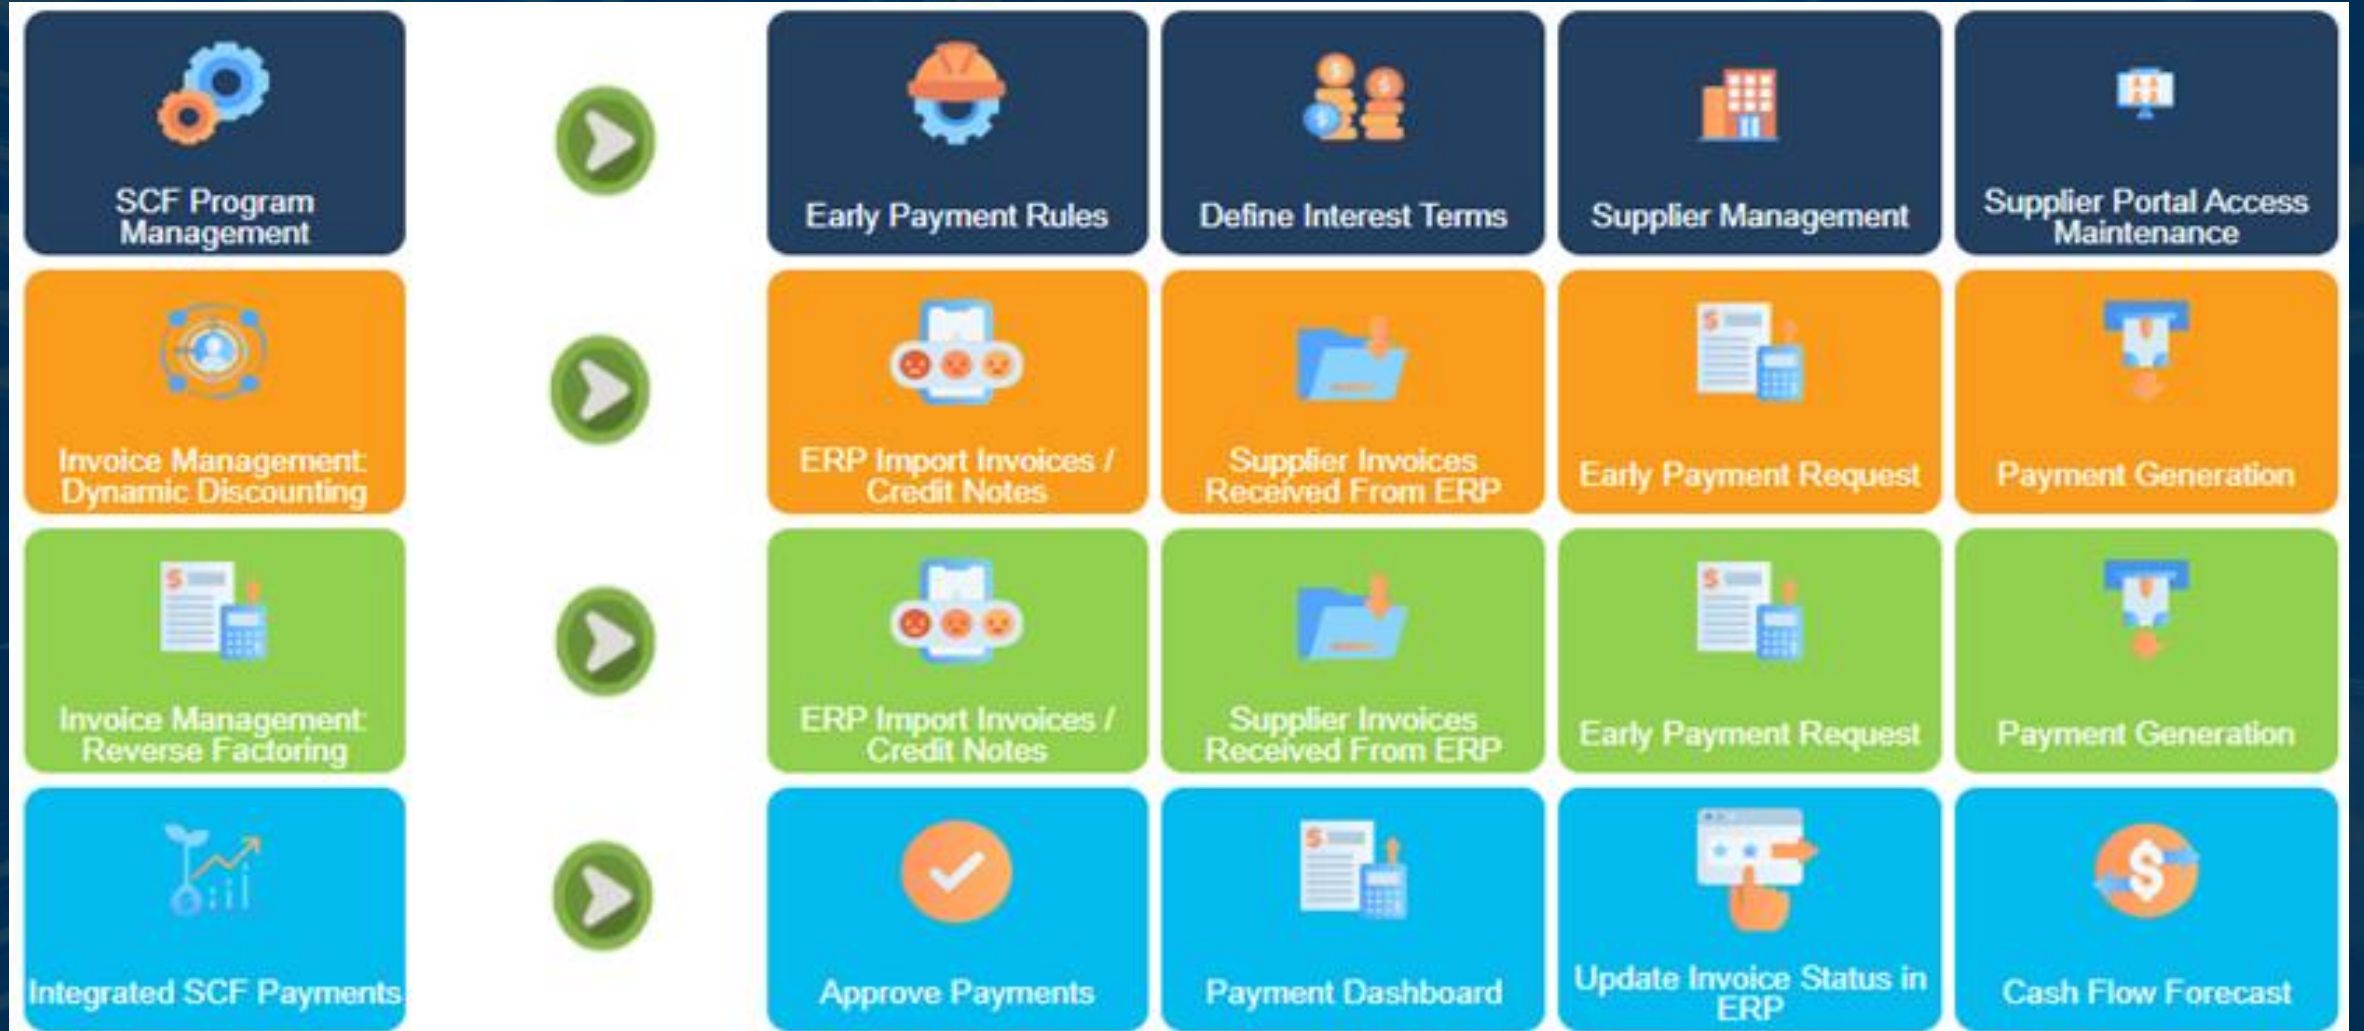 SCF Program
Management
Early Payment Rules
Define Interest Terms
Supplier Management
Supplier Portal Access
Maintenance
Invoice Management:
Dynamic Discounting
ERP Import Invoices /
Credit Notes
Supplier Invoices
Received From ERP
Early Payment Request
Payment Generation
Invoice Management:
Reverse Factoring
ERP Import Invoices /
Credit Notes
Supplier Invoices
Received From ERP
Early Payment Request
Payment Generation
Integrated SCF Payments
Approve Payments
Payment Dashboard
Update Invoice Status in
ERP
Cash Flow Forecast